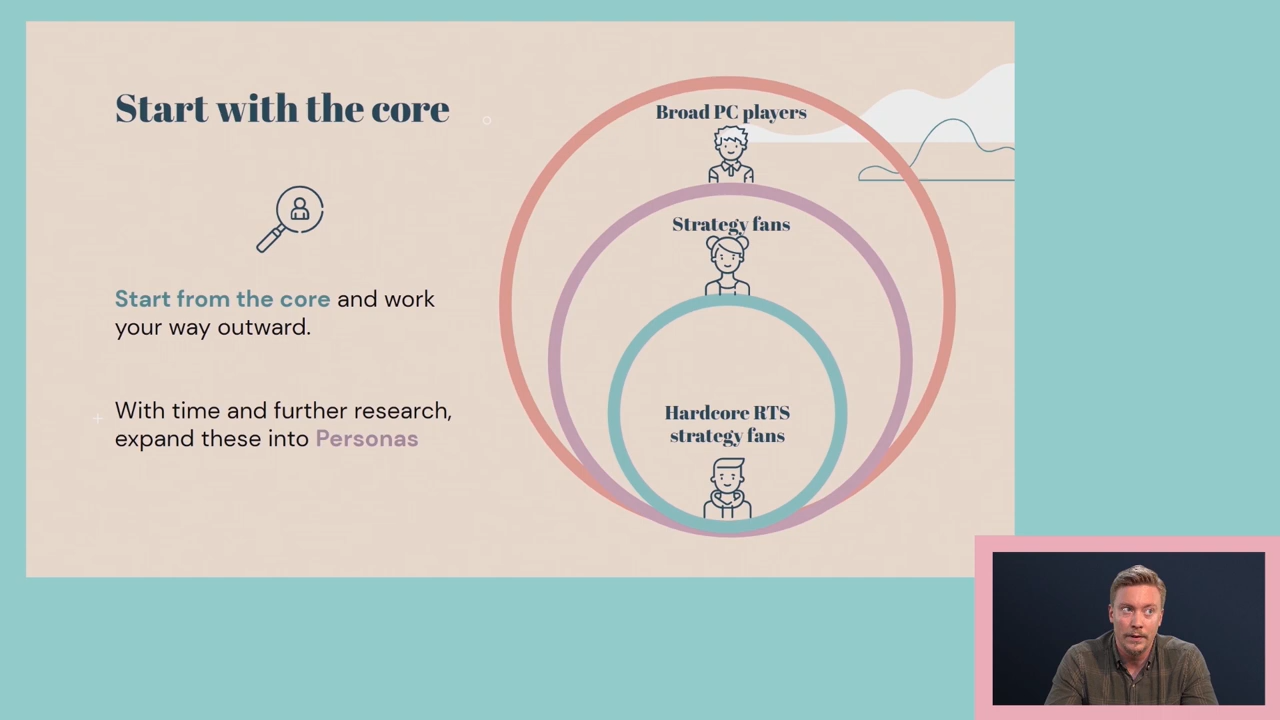 Start with the core
Start from the core and work
your way outward.
With time and further research,
expand these into Personas
Broad PC players
Strategy fans
Hardcore RTS
strategy fans